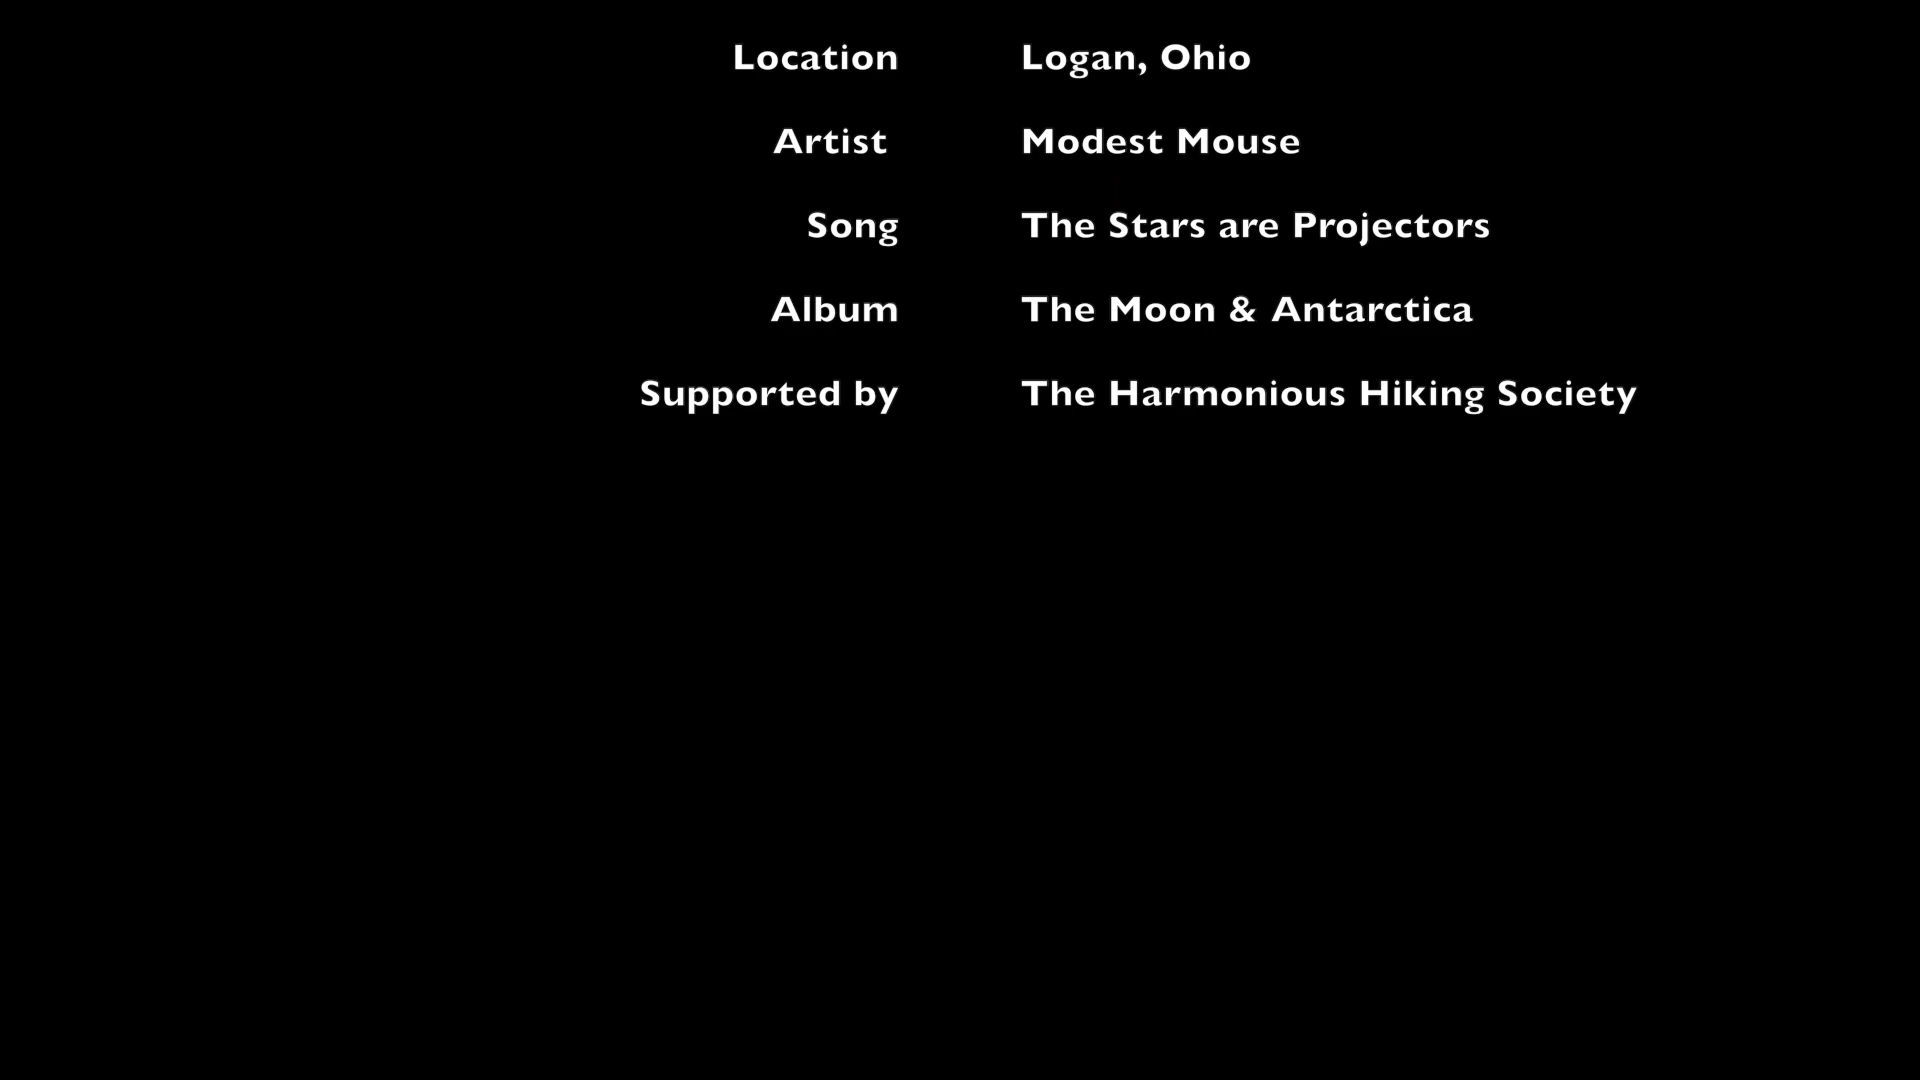 Location Logan, Ohio
Artist Modest Mouse
Song The Stars are Projectors
Album The Moon & Antarctica
Supported by The Harmonious Hiking Society